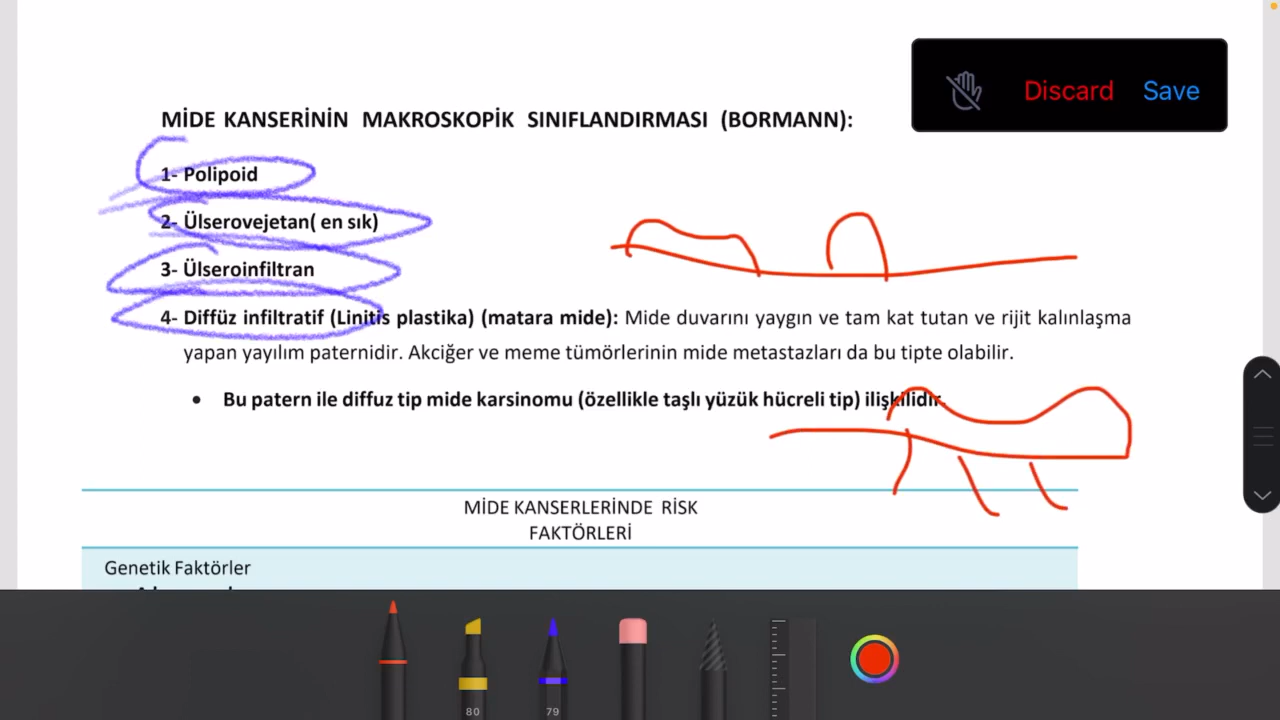 Discard Save
MİDE KANSERİNİN MAKROSKOPİK SINIFLANDIRMASI (BORMANN):
1- Polipoid
2- Ülserovejetan( en sık)
3- Ülseroinfiltran
4- Diffüz infiltratif (Linitis plastika) (matara mide): Mide duvarını yaygın ve tam kat tutan ve rijit kalınlaşma
yapan yayılım paternidir. Akciğer ve meme tümörlerinin mide metastazları da bu tipte olabilir.
• Bu patern ile diffuz tip mide karsinomu (özellikle taşlı yüzük hücreli tip) ilişkilidir.
MİDE KANSERLERİNDE RİSK
FAKTÖRLERİ
Genetik Faktörler
80 79